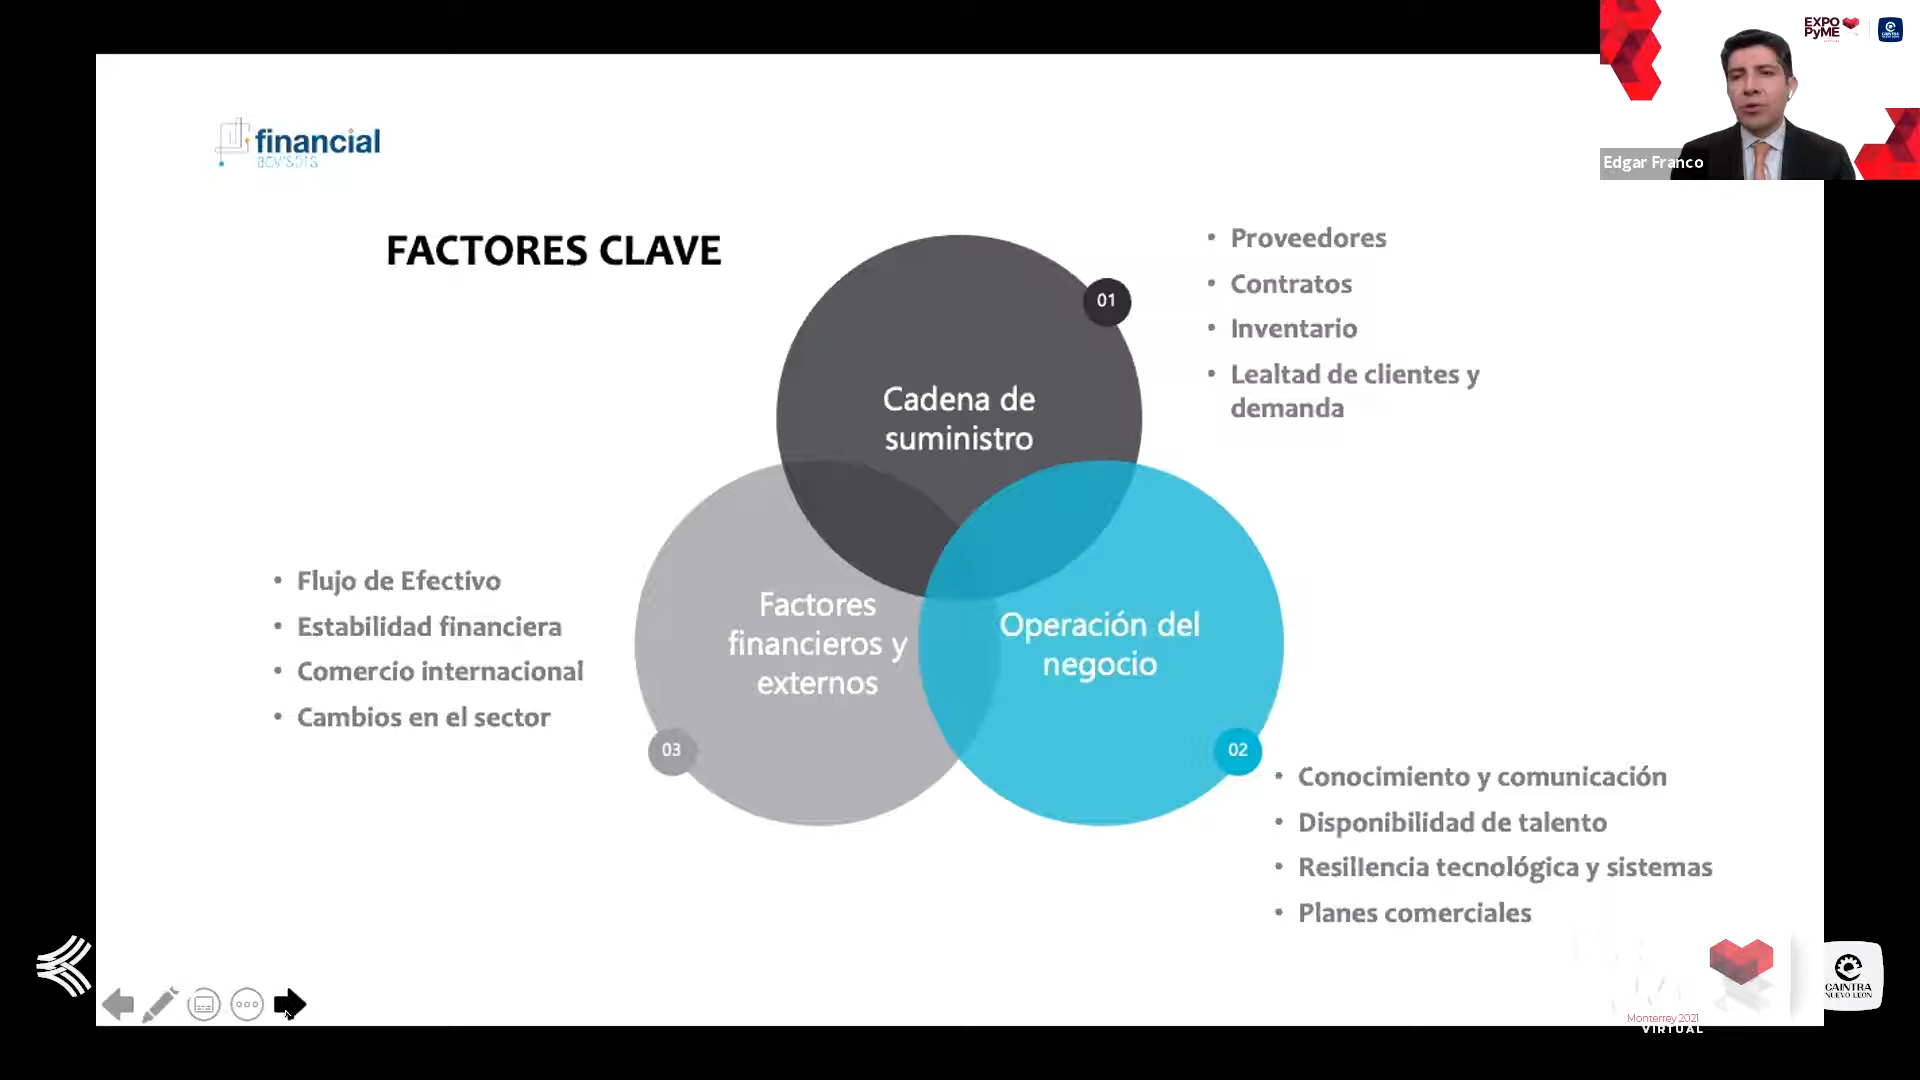 EXPO
PyME
Edgar Franco
financial
advisors
FACTORES CLAVE
01
Cadena de
suministro
• Proveedores
• Contratos
• Inventario
• Lealtad de clientes y
demanda
Factores
financieros y
externos
03
• Flujo de Efectivo
• Estabilidad financiera
• Comercio internacional
• Cambios en el sector
Operación del
negocio
02
• Conocimiento y comunicación
• Disponibilidad de talento
• Resiliencia tecnológica y sistemas
• Planes comerciales
Monterrey 2021
VIRTUAL
CAINTRA
NUEVO LEÓN